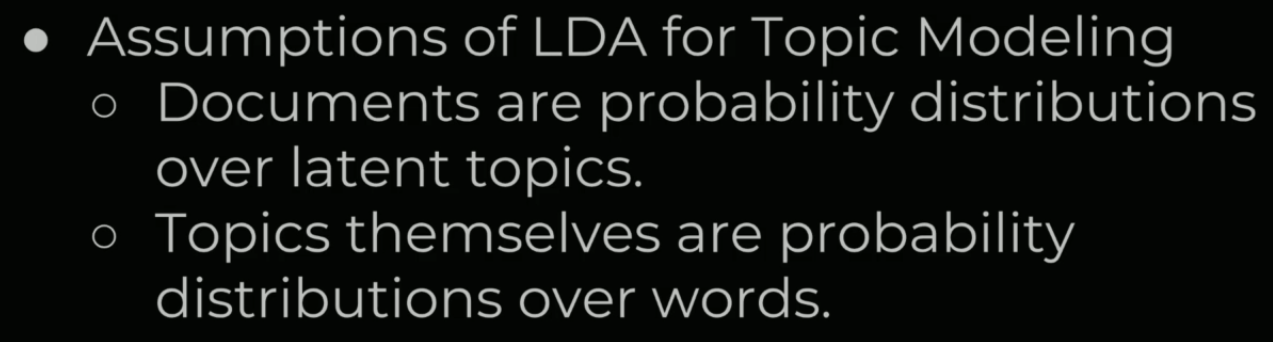 ● Assumptions of LDA for Topic Modeling
○ Documents are probability distributions
over latent topics.
○ Topics themselves are probability
distributions over words.